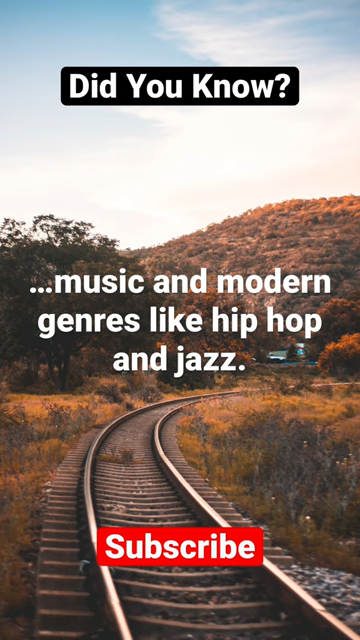 Did You Know?
...music and modern
genres like hip hop
and jazz.
Subscribe